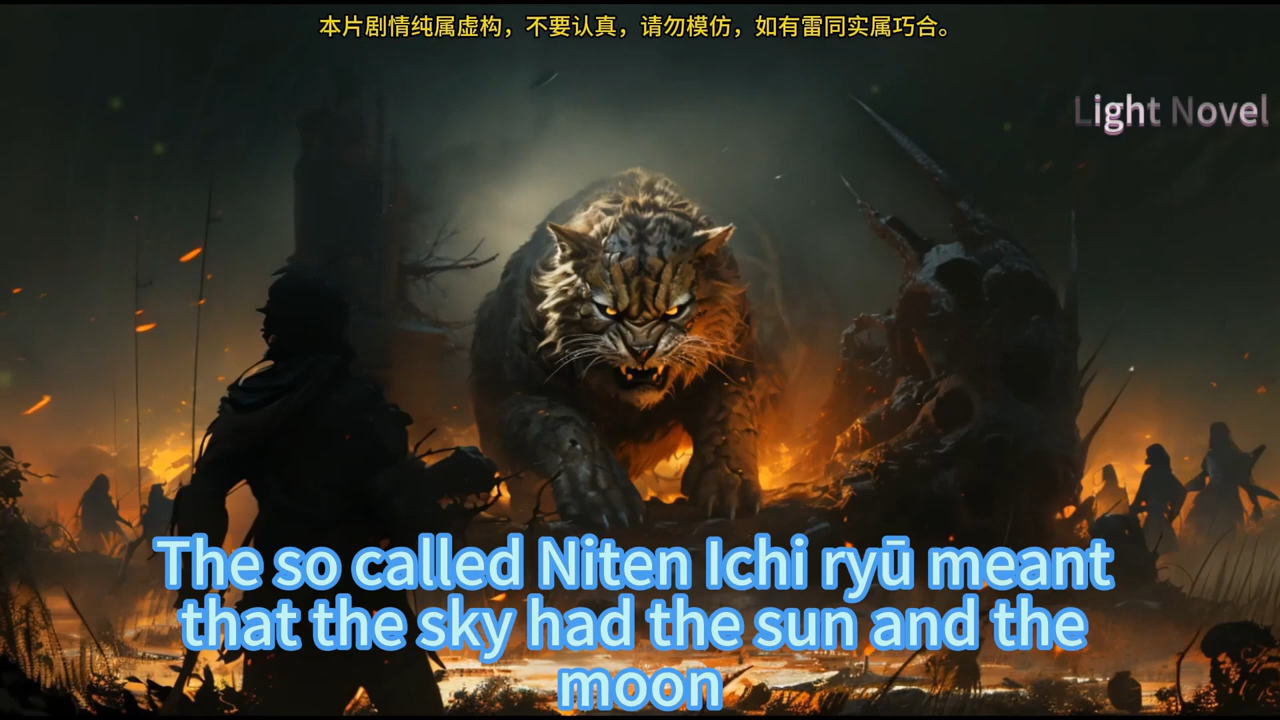 本片剧情纯属虚构，不要认真，请勿模仿，如有雷同实属巧合。
Light Novel
The so called Niten Ichi ryū meant
that the sky had the sun and the
moon